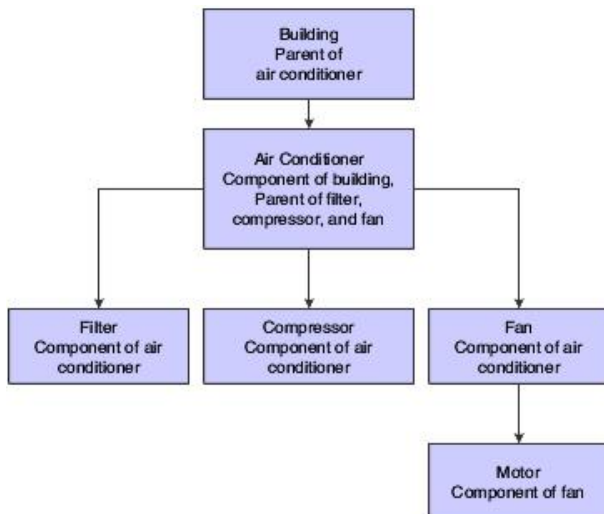 Building
Parent of
air conditioner
Air Conditioner
Component of building,
Parent of filter,
compressor, and fan
Filter
Component of air
conditioner
Compressor
Component of air
conditioner
Fan
Component of air
conditioner
Motor
Component of fan